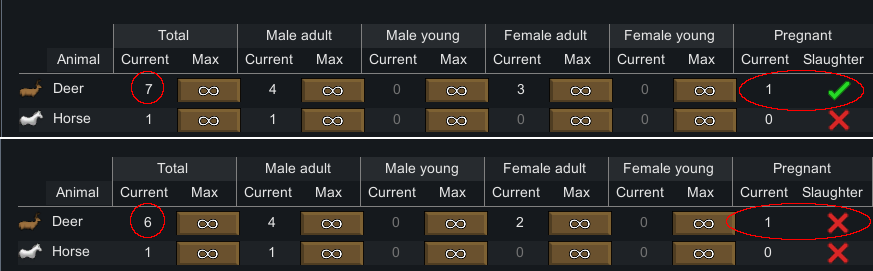 Total Male adult Male young Female adult Female young Pregnant
Animal Current Max Current Max Current Max Current Max Current Max Current Slaughter
Deer 7 ∞ 4 ∞ 0 ∞ 3 ∞ 0 ∞ 1
Horse 1 ∞ 1 ∞ 0 ∞ 0 ∞ 0 ∞ 0
Total Male adult Male young Female adult Female young Pregnant
Animal Current Max Current Max Current Max Current Max Current Max Current Slaughter
Deer 6 ∞ 4 ∞ 0 ∞ 2 ∞ 0 ∞ 1
Horse 1 ∞ 1 ∞ 0 ∞ 0 ∞ 0 ∞ 0